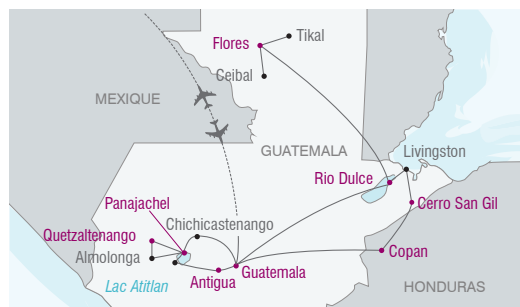 Tikal
Flores
Ceibal
MEXIQUE
GUATEMALA
Livingston
Rio Dulce
Panajachel
Cerro San Gil
Chichicastenango
Quetzaltenango
Almolonga
Copan
Guatemala
Antigua
Lac Atitlan
HONDURAS